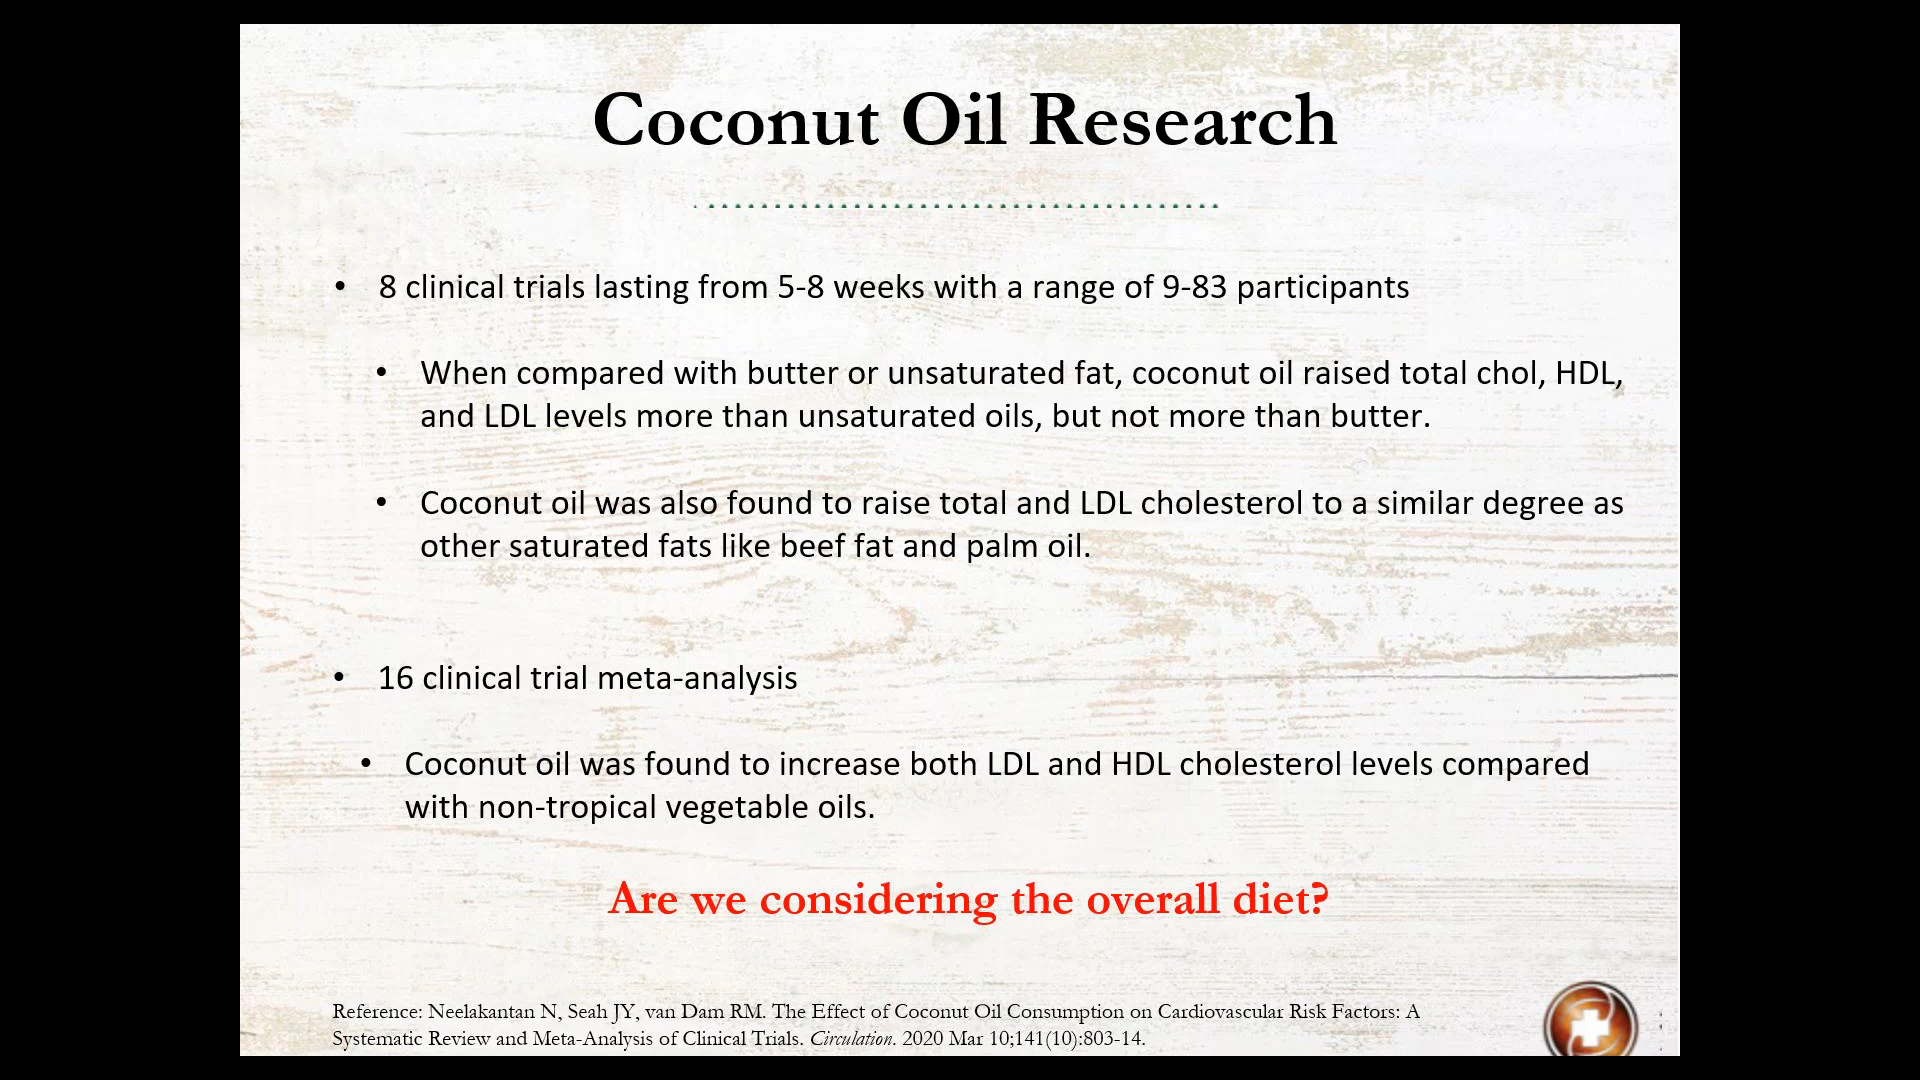 Coconut Oil Research
• 8 clinical trials lasting from 5-8 weeks with a range of 9-83 participants
• When compared with butter or unsaturated fat, coconut oil raised total chol, HDL,
and LDL levels more than unsaturated oils, but not more than butter.
• Coconut oil was also found to raise total and LDL cholesterol to a similar degree as
other saturated fats like beef fat and palm oil.
• 16 clinical trial meta-analysis
• Coconut oil was found to increase both LDL and HDL cholesterol levels compared
with non-tropical vegetable oils.
Are we considering the overall diet?
Reference: Neelakantan N, Seah JY, van Dam RM. The Effect of Coconut Oil Consumption on Cardiovascular Risk Factors: A
Systematic Review and Meta-Analysis of Clinical Trials. Circulation. 2020 Mar 10;141(10):803-14.